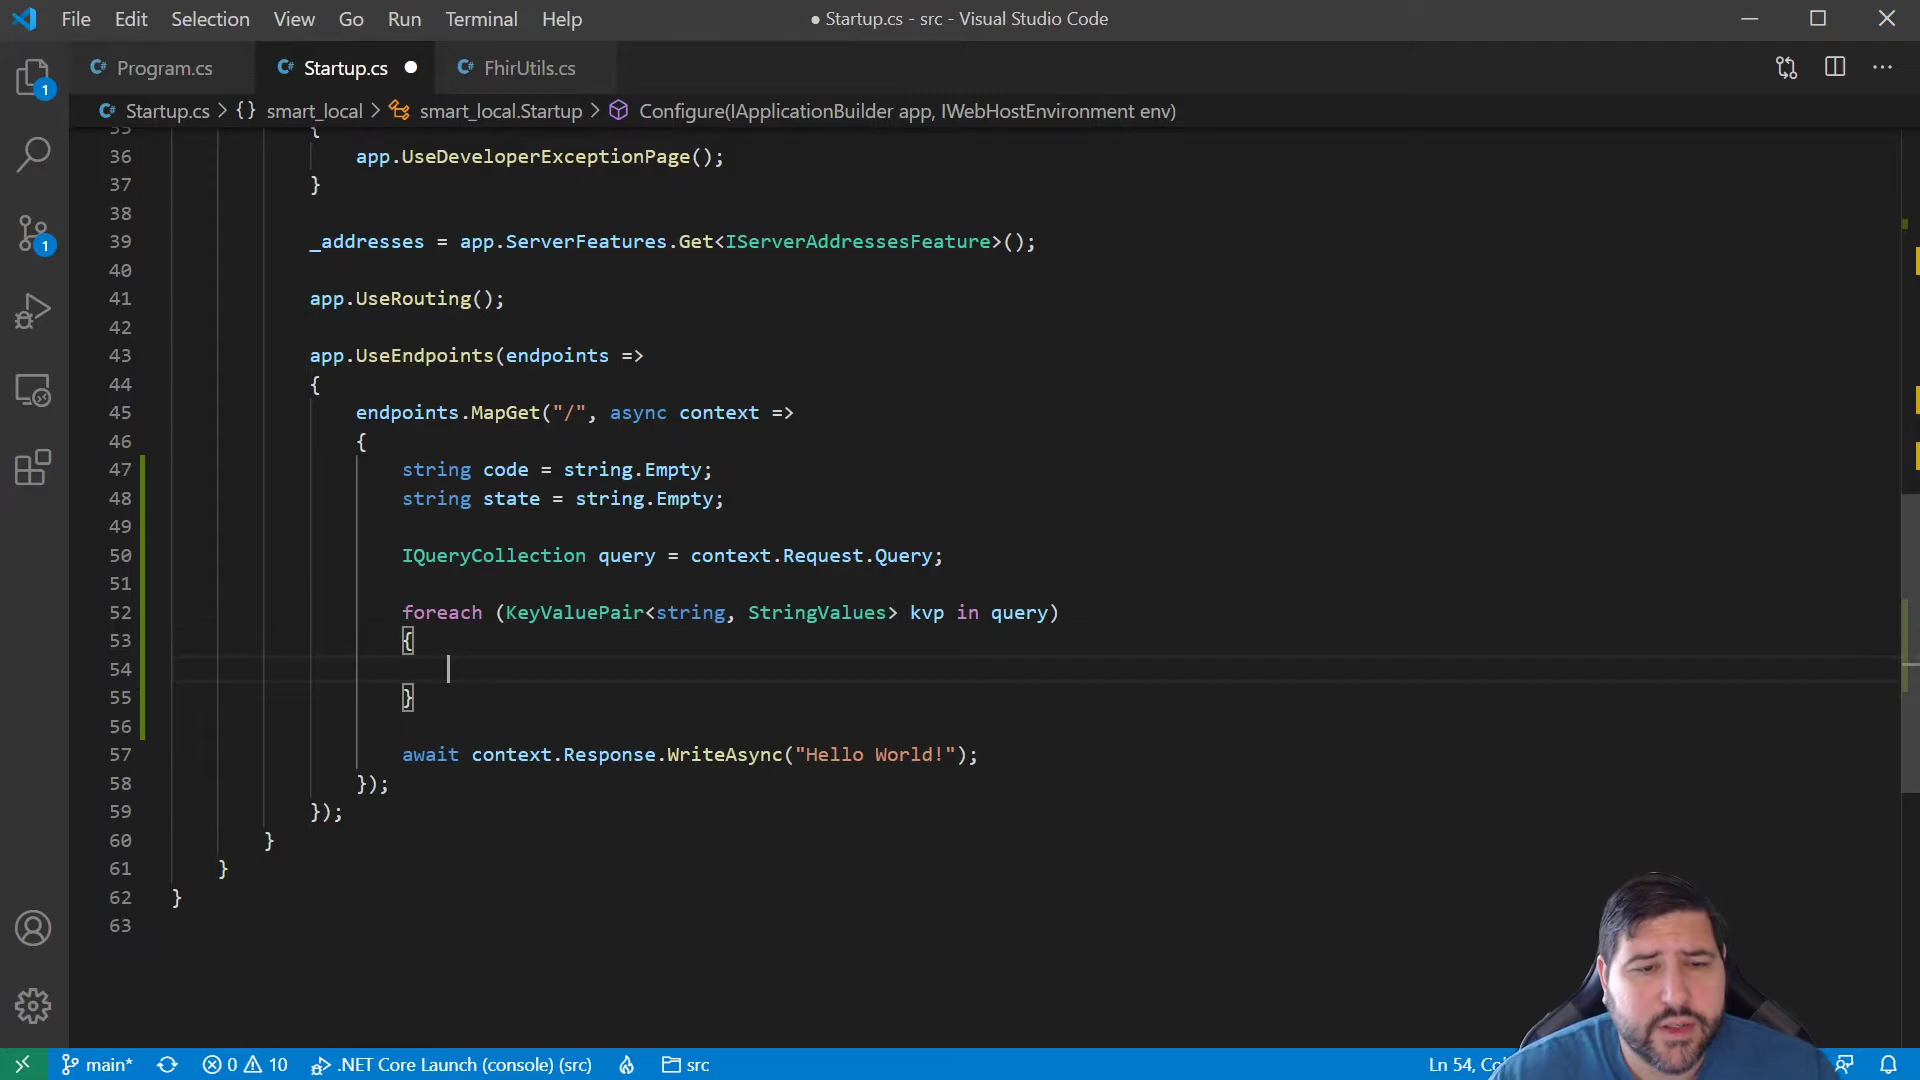 File Edit Selection View Go Run Terminal Help ● Startup.cs - src - Visual Studio Code
1 C# Program.cs C# Startup.cs ● C# FhirUtils.cs ···
C# Startup.cs > {} smart_local > smart_local.Startup > Configure(IApplicationBuilder app, IWebHostEnvironment env)
35 {
36 app.UseDeveloperExceptionPage();
37 }
38
39 _addresses = app.ServerFeatures.Get<IServerAddressesFeature>();
40
41 app.UseRouting();
42
43 app.UseEndpoints(endpoints =>
44 {
45 endpoints.MapGet("/", async context =>
46 {
47 string code = string.Empty;
48 string state = string.Empty;
49
50 IQueryCollection query = context.Request.Query;
51
52 foreach (KeyValuePair<string, StringValues> kvp in query)
53 {
54
55 }
56
57 await context.Response.WriteAsync("Hello World!");
58 });
59 });
60 }
61 }
62 }
63
1
main* 0 10 .NET Core Launch (console) (src) src Ln 54,